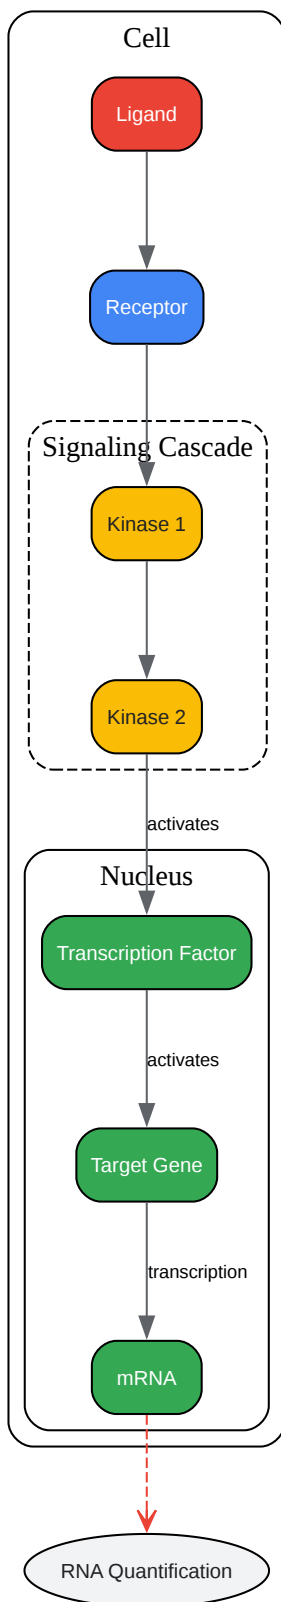 Cell
Ligand
Receptor
Signaling Cascade
Kinase 1
Kinase 2
activates
Nucleus
Transcription Factor
activates
Target Gene
transcription
mRNA
RNA Quantification